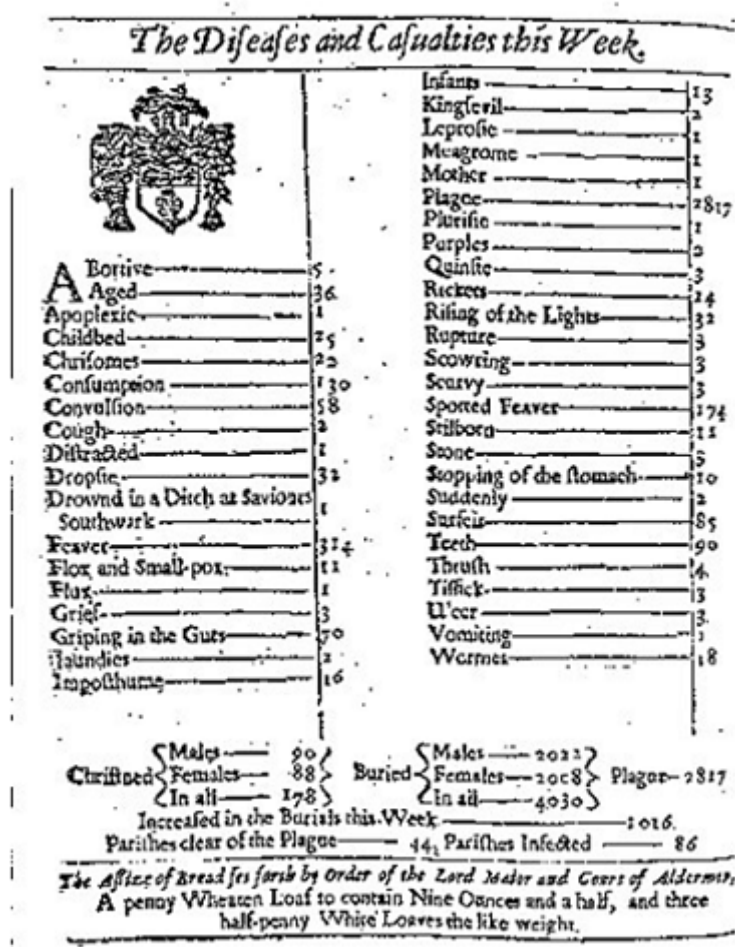 The Diſeaſes and Caſualties this Week.
ABortive 5
Aged 36
Apoplexie 1
Childbed 25
Chriſomes 22
Conſumption 130
Convulſion 58
Cough 2
Diſtracted 1
Dropſie 32
Drownd in a Ditch at Saviours
Southwark 1
Feaver 314
Flox and Small-pox 11
Flux 1
Grief 3
Griping in the Guts 70
Jaundies 2
Impoſthume 16
Infants 13
Kingſevil 2
Leproſie 1
Meagrome 1
Mother 1
Plague 2817
Pluriſie 1
Purples 2
Quinſie 3
Rickets 14
Riſing of the Lights 32
Rupture 3
Scowring 3
Scurvy 3
Spotted Feaver 174
Stilborn 11
Stone
Stopping of the ſtomach 10
Suddenly 2
Surfeit 85
Teeth 90
Thruſh 4
Tiſſick 3
Ulcer 3
Vomiting
Wormes 18
Chriſtned Males 90 Females 88 In all 178
Buried Males 2022 Females 2008 In all 4030 Plague 2817
Increaſed in the Burials this Week 1016.
Pariſhes clear of the Plague 44 Pariſhes Infected 86
The Aſſize of Bread ſet forth by Order of the Lord Maior and Court of Aldermen,
A penny Wheaten Loaf to contain Nine Ounces and a half, and three
half-penny White Loaves the like weight.